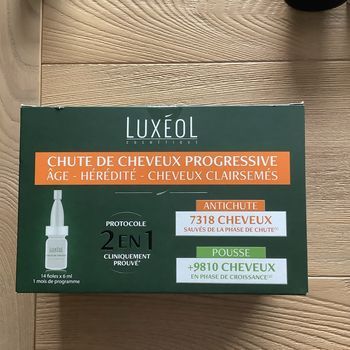 LUXÉOL
COSMÉTIQUE
CHUTE DE CHEVEUX PROGRESSIVE
ÂGE - HÉRÉDITÉ - CHEVEUX CLAIRSEMÉS
ANTICHUTE
7318 CHEVEUX
SAUVÉS DE LA PHASE DE CHUTE
PROTOCOLE
2 EN 1
CLINIQUEMENT
PROUVÉ*
POUSSE
+9810 CHEVEUX
EN PHASE DE CROISSANCE
LUXÉOL
14 fioles x 6 ml
1 mois de programme